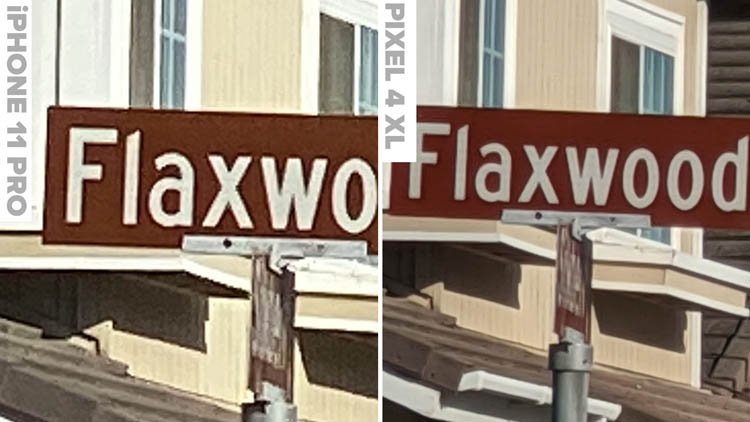 iPHONE 11 PRO
Flaxwo
PIXEL 4 XL
Flaxwood